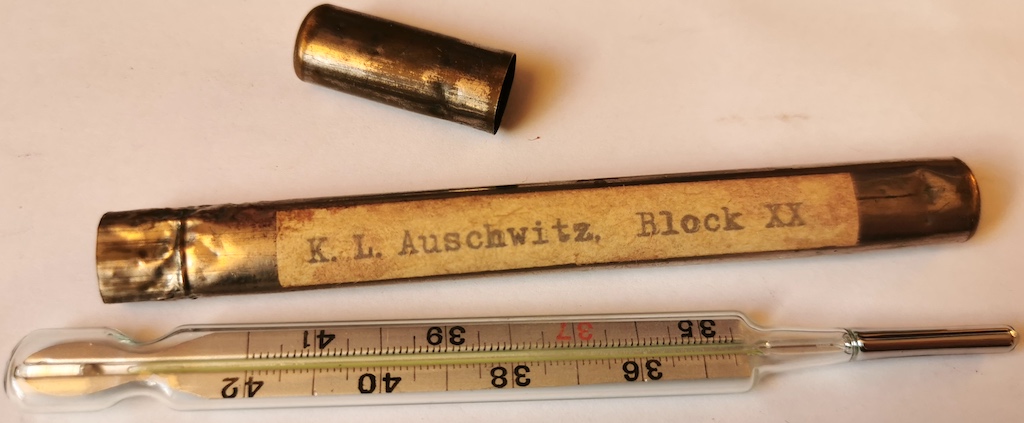 K. L. Auschwitz, Block XX
41 39 37 35
42 40 38 36